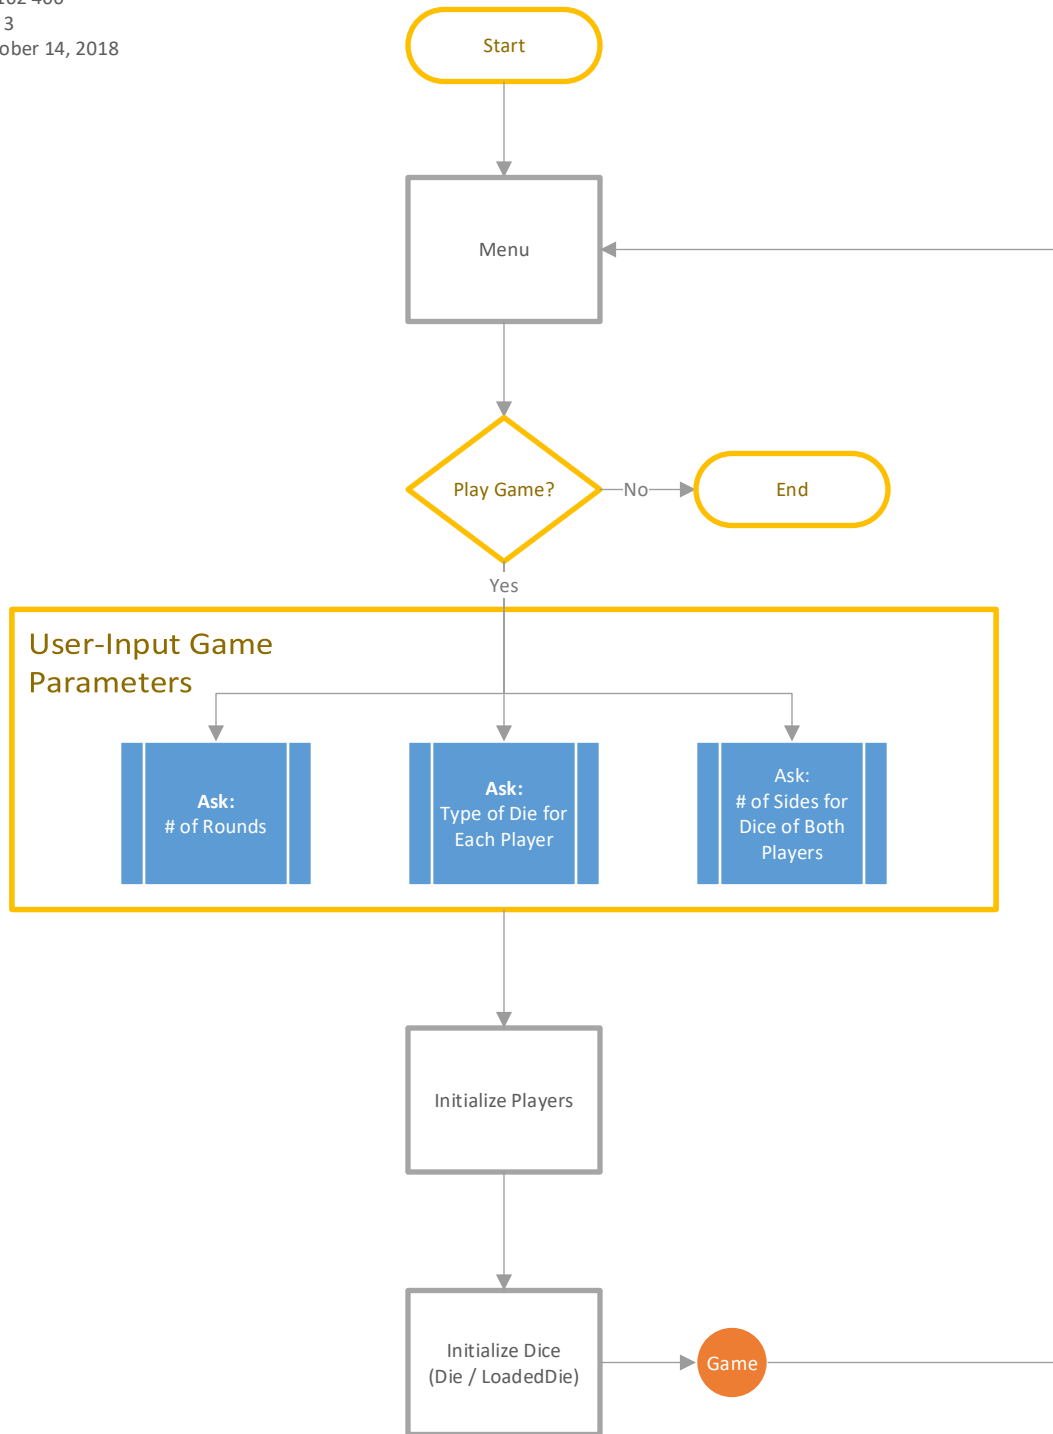 3
ober 14, 2018
Start
Menu
Play Game?
No
End
Yes
User-Input Game
Parameters
Ask:
# of Rounds
Ask:
Type of Die for
Each Player
Ask:
# of Sides for
Dice of Both
Players
Initialize Players
Initialize Dice
(Die / LoadedDie)
Game